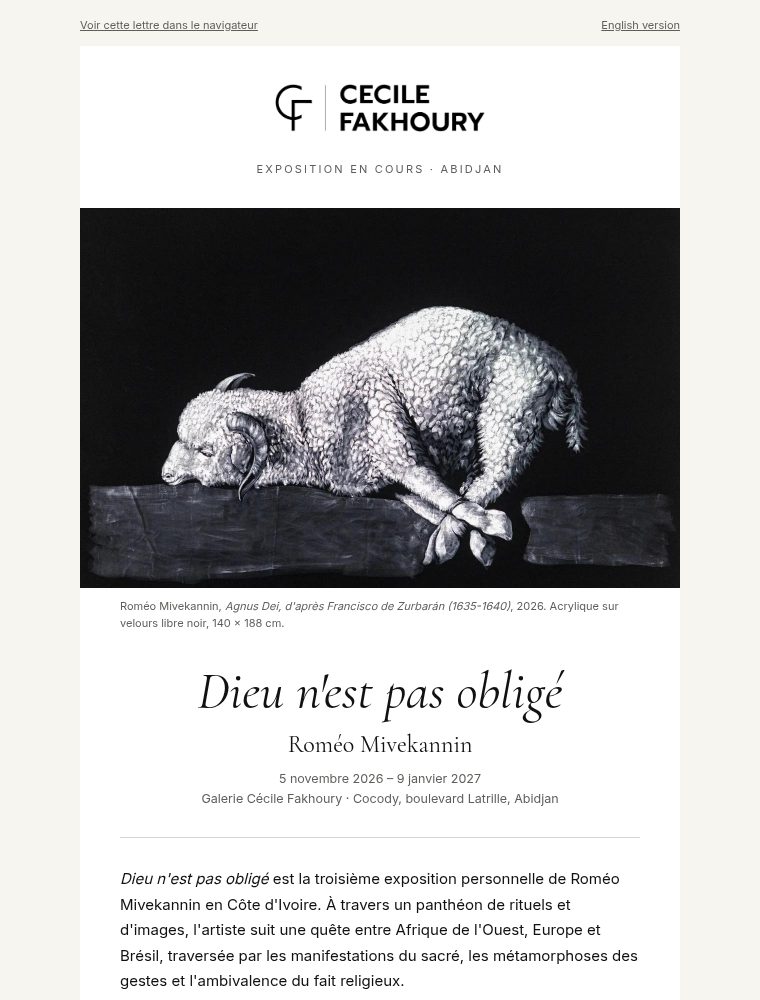 Voir cette lettre dans le navigateur
English version
CF
CECILE
FAKHOURY
EXPOSITION EN COURS · ABIDJAN
Roméo Mivekannin, Agnus Dei, d'après Francisco de Zurbarán (1635-1640), 2026. Acrylique sur
velours libre noir, 140 × 188 cm.
Dieu n'est pas obligé
Roméo Mivekannin
5 novembre 2026 – 9 janvier 2027
Galerie Cécile Fakhoury · Cocody, boulevard Latrille, Abidjan
Dieu n'est pas obligé est la troisième exposition personnelle de Roméo
Mivekannin en Côte d'Ivoire. À travers un panthéon de rituels et
d'images, l'artiste suit une quête entre Afrique de l'Ouest, Europe et
Brésil, traversée par les manifestations du sacré, les métamorphoses des
gestes et l'ambivalence du fait religieux.